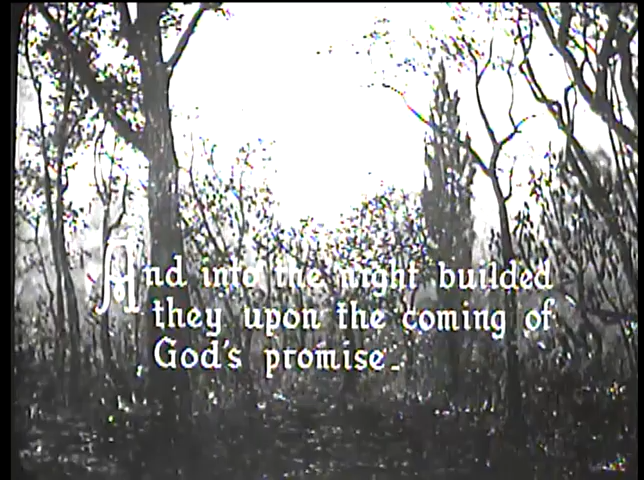 And into the night builded
they upon the coming of
God's promise.